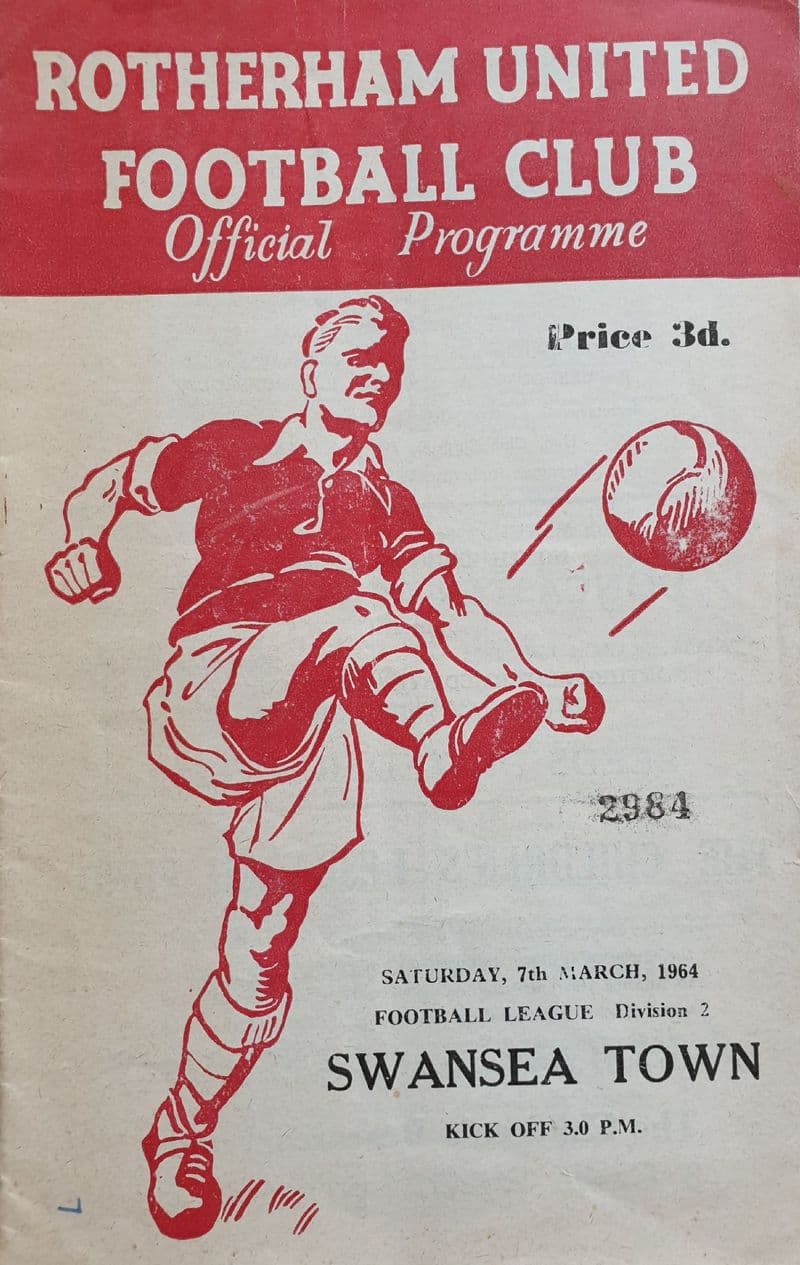 ROTHERHAM UNITED
FOOTBALL CLUB
Official Programme
Price 3d.
2984
SATURDAY, 7th MARCH, 1964
FOOTBALL LEAGUE Division 2
SWANSEA TOWN
KICK OFF 3.0 P.M.